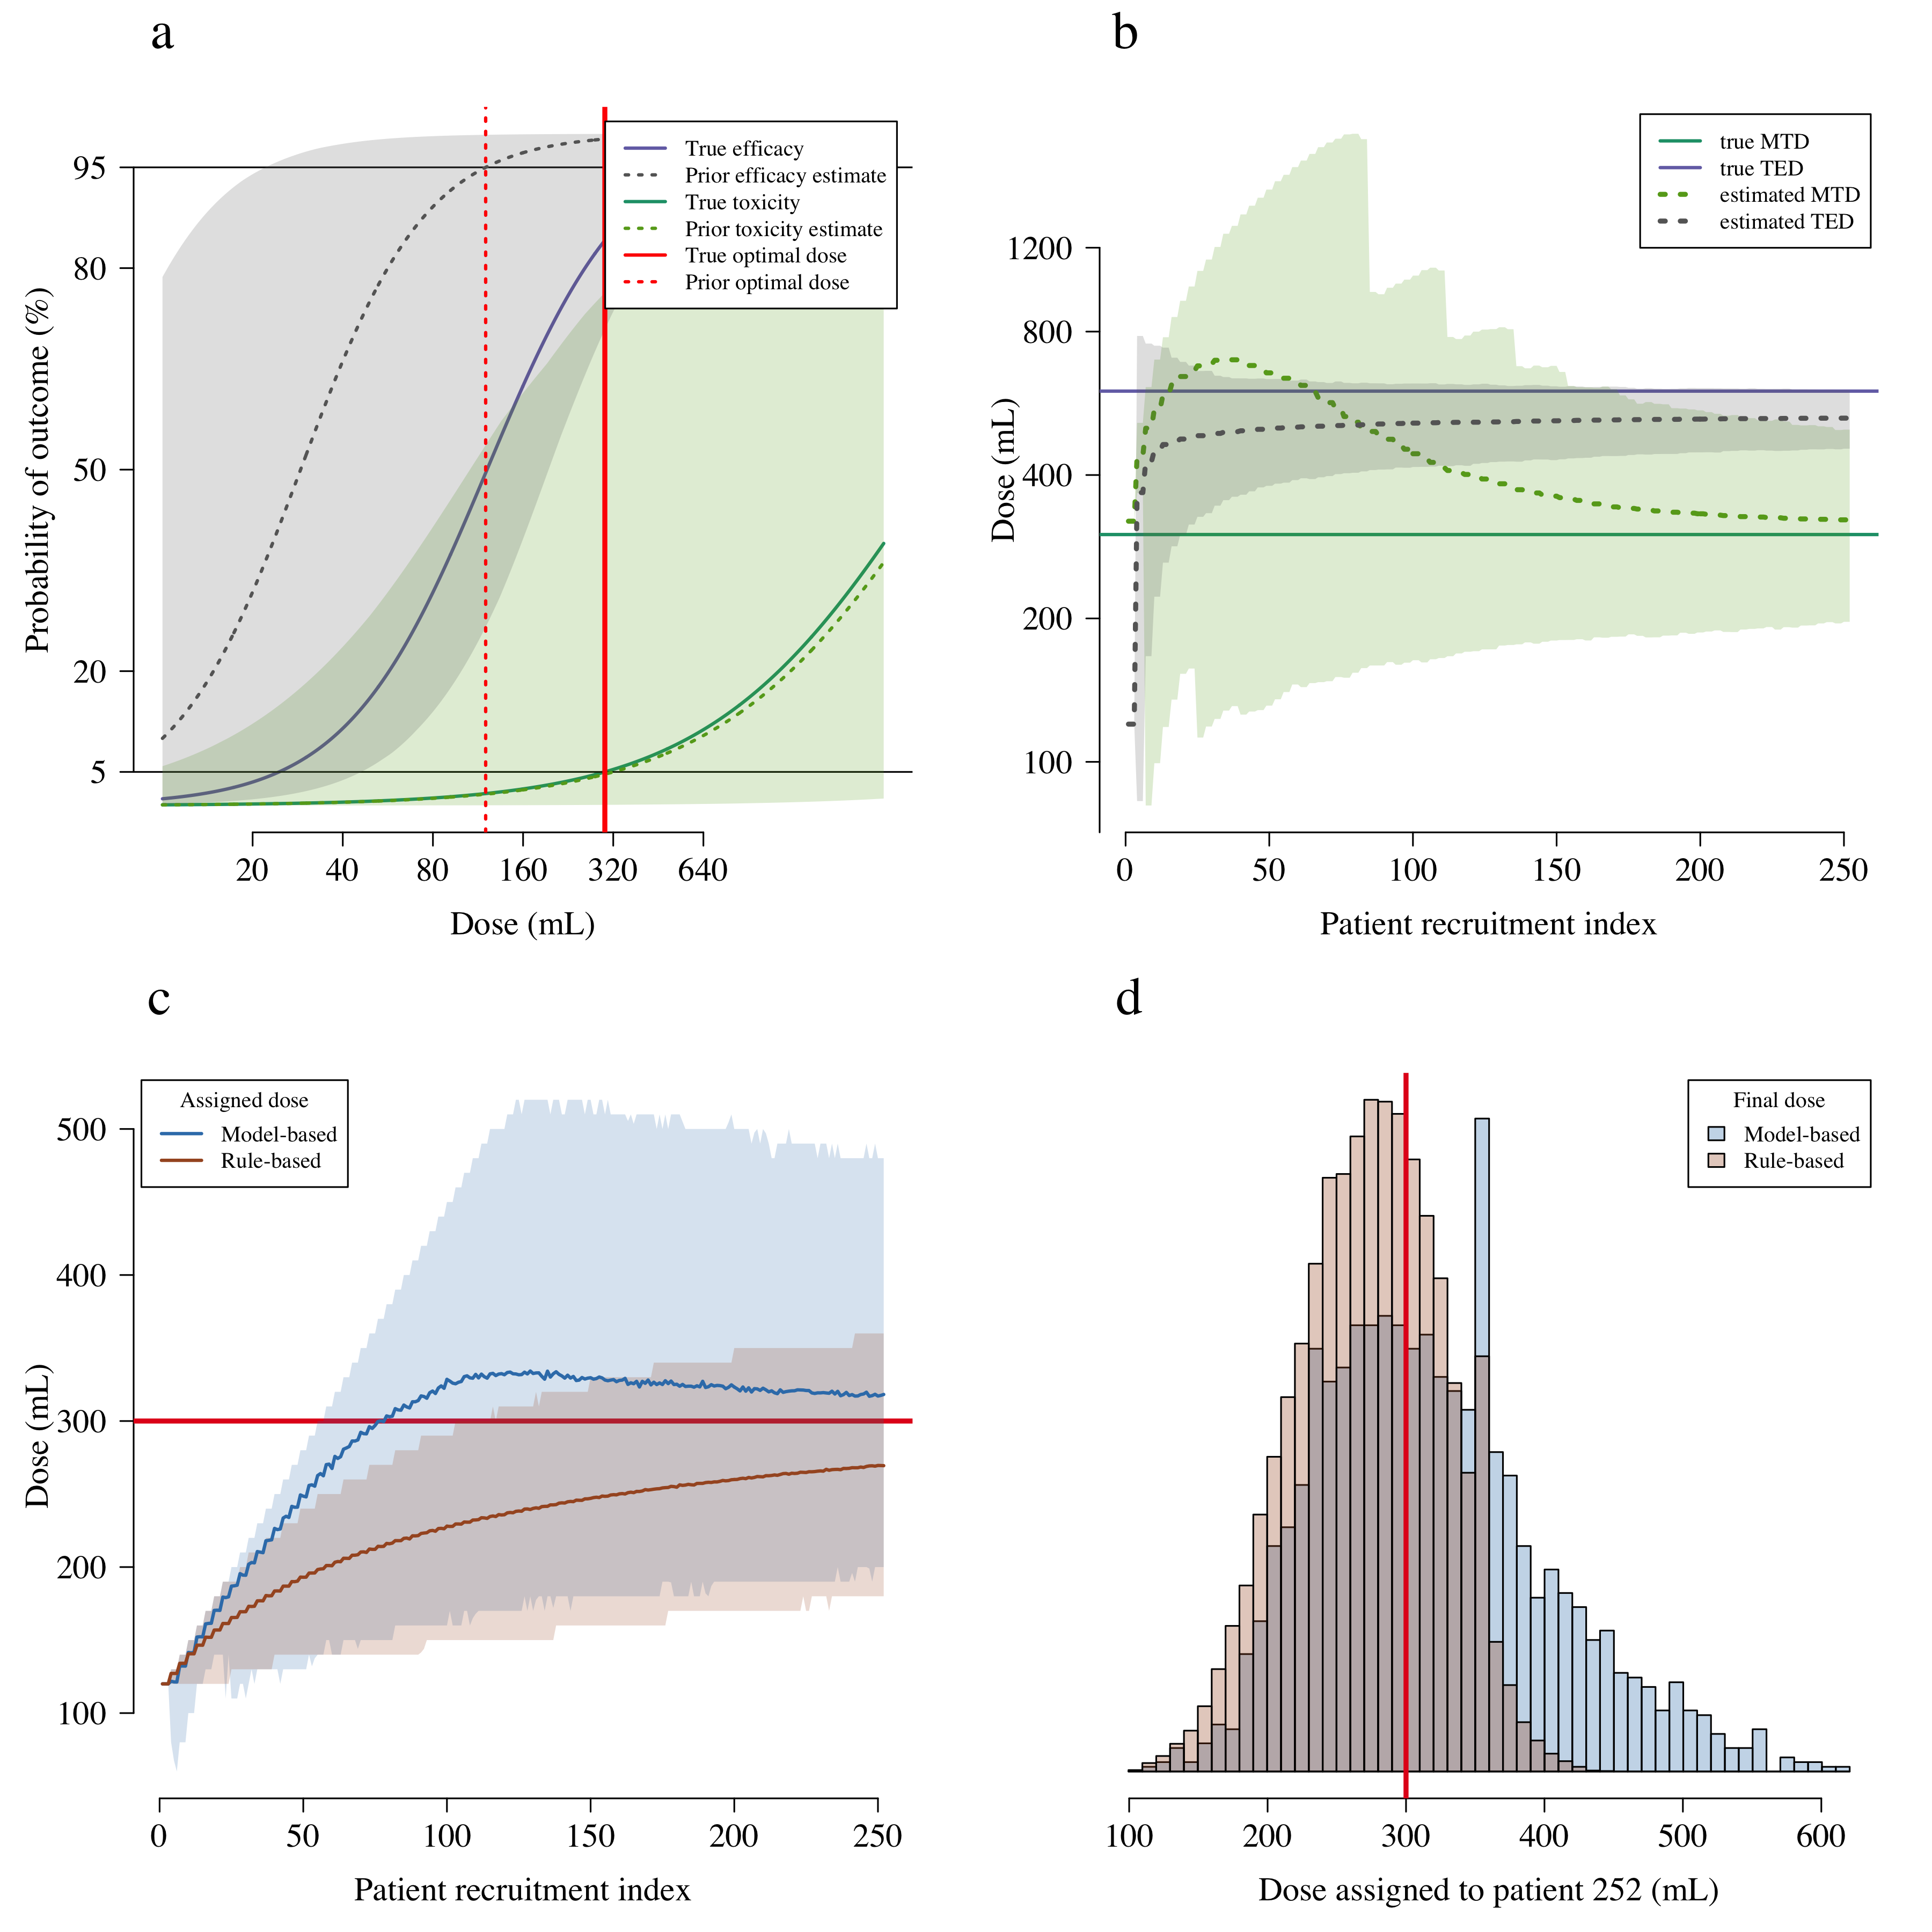 a
Probability of outcome (%)
95
80
50
20
5
True efficacy
Prior efficacy estimate
True toxicity
Prior toxicity estimate
True optimal dose
Prior optimal dose
20 40 80 160 320 640
Dose (mL)
b
Dose (mL)
1200
800
400
200
100
true MTD
true TED
estimated MTD
estimated TED
0 50 100 150 200 250
Patient recruitment index
c
Dose (mL)
500
400
300
200
100
Assigned dose
Model-based
Rule-based
0 50 100 150 200 250
Patient recruitment index
d
Final dose
Model-based
Rule-based
100 200 300 400 500 600
Dose assigned to patient 252 (mL)